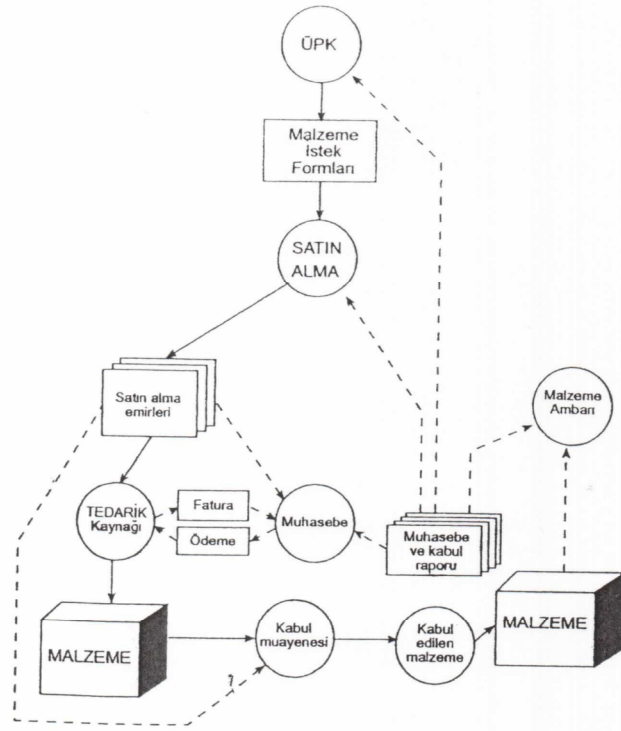 ÜPK
Malzeme
İstek
Formları
SATIN
ALMA
Satın alma
emirleri
Malzeme
Ambarı
TEDARİK
Kaynağı
Fatura
Ödeme
Muhasebe
Muhasebe
ve kabul
raporu
MALZEME
Kabul
muayenesi
Kabul
edilen
malzeme
MALZEME